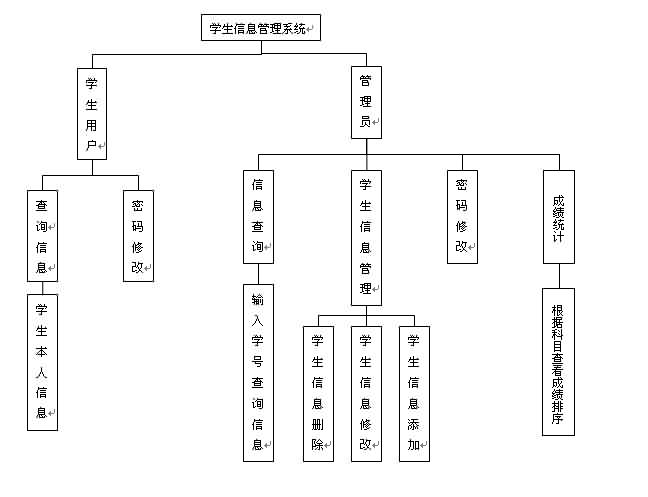 学生信息管理系统
学生用户
管理员
查询信息
密码修改
信息查询
学生信息管理
密码修改
成绩统计
学生本人信息
输入学号查询信息
学生信息删除
学生信息修改
学生信息添加
根据科目查看成绩排序